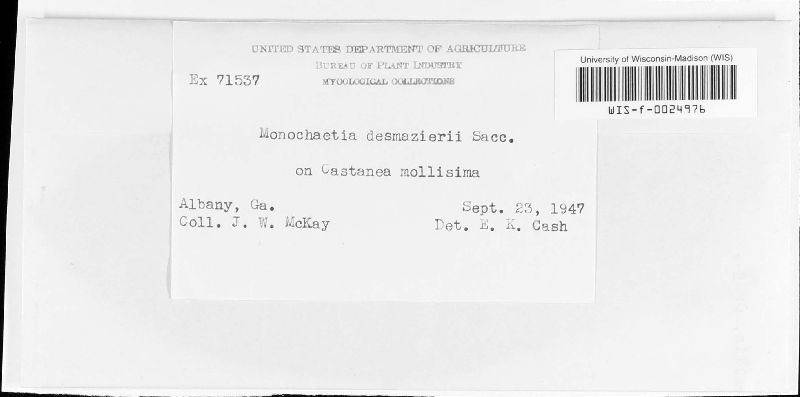 UNITED STATES DEPARTMENT OF AGRICULTURE
BUREAU OF PLANT INDUSTRY
MYCOLOGICAL COLLECTIONS
Ex 71537
University of Wisconsin-Madison (WIS)
WIS-f-0024976
Monochaetia desmazierii Sacc.
on Castanea mollisima
Albany, Ga. Sept. 23, 1947
Coll. J. W. McKay Det. E. K. Cash